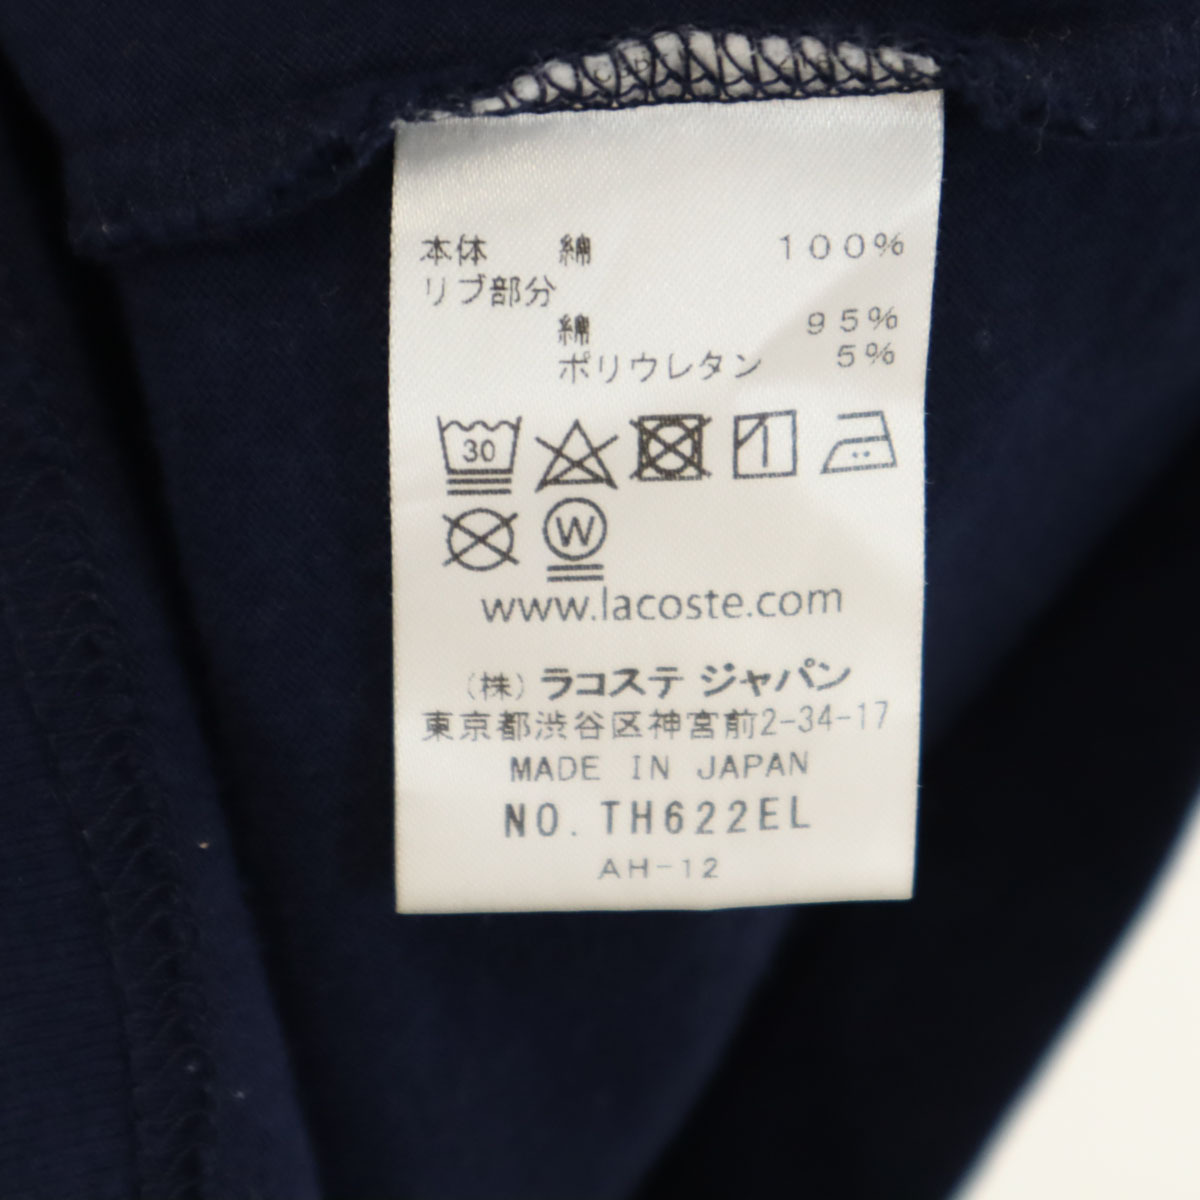 本体 綿 100%
リブ部分
綿 95%
ポリウレタン 5%
30
W
www.lacoste.com
(株) ラコステ ジャパン
東京都渋谷区神宮前2-34-17
MADE IN JAPAN
NO. TH622EL
AH-12